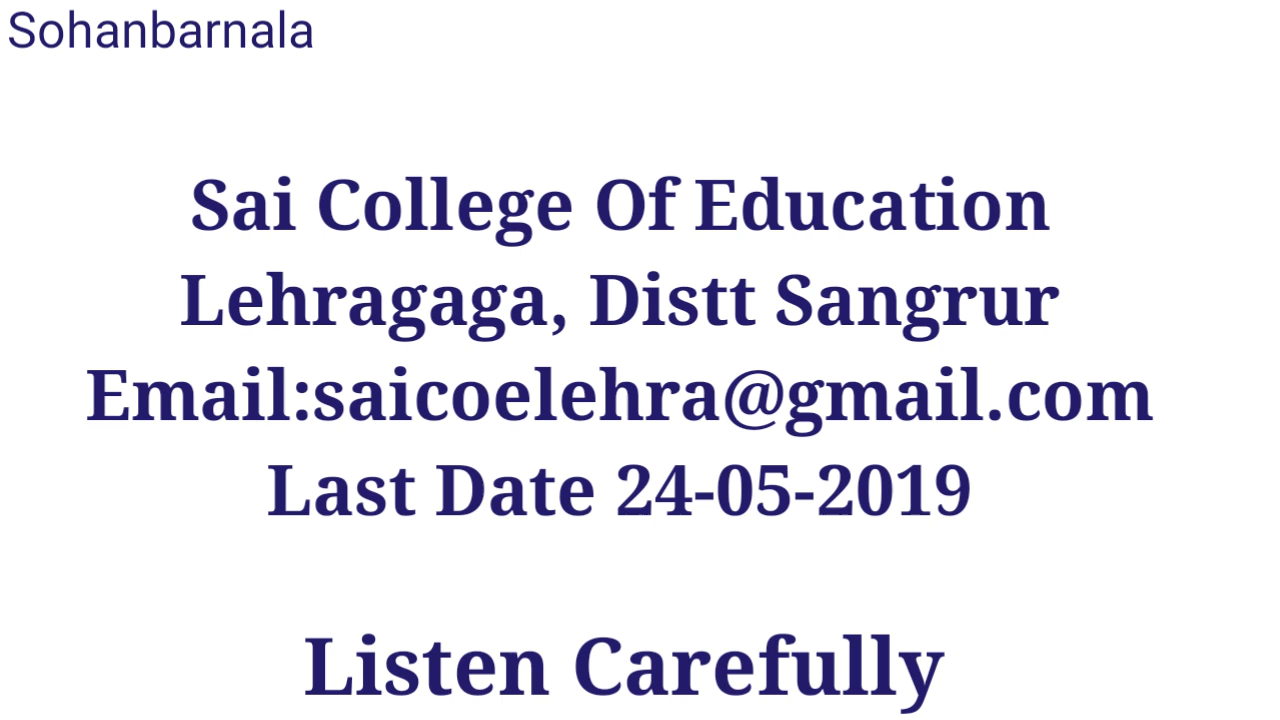 Sohanbarnala
Sai College Of Education
Lehragaga, Distt Sangrur
Email:saicoelehra@gmail.com
Last Date 24-05-2019
Listen Carefully